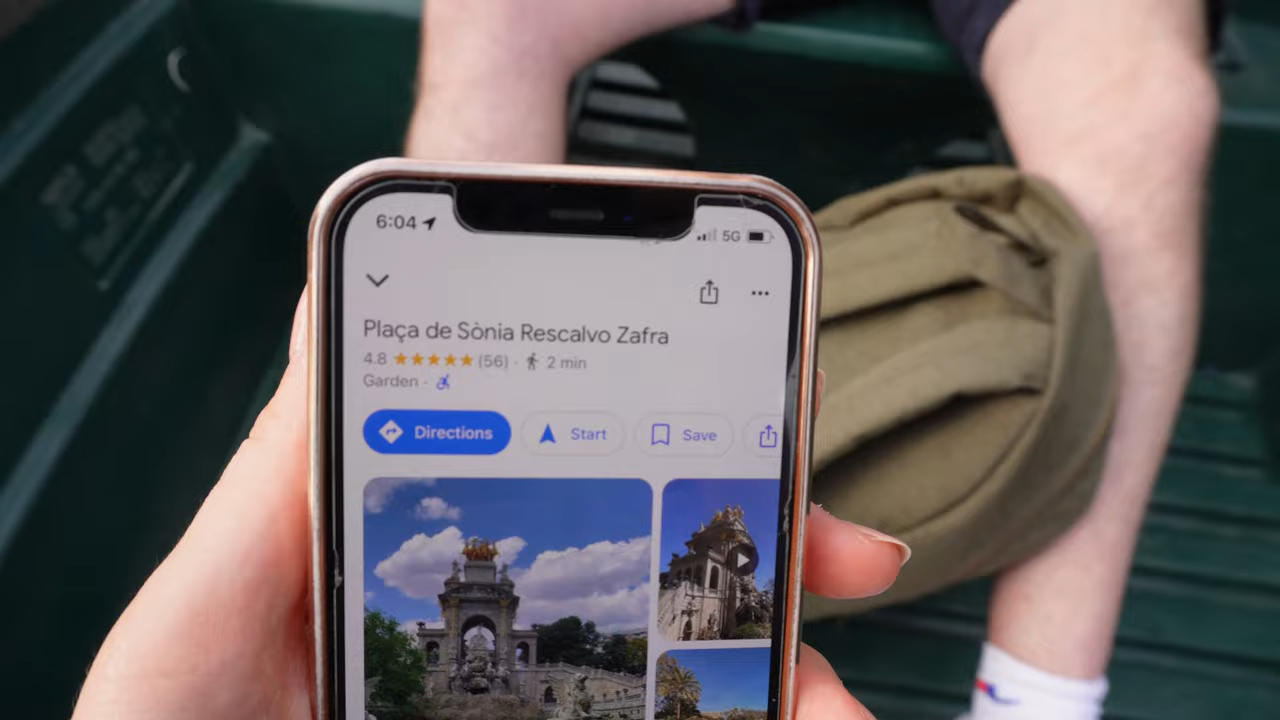 6:04
5G
Plaça de Sònia Rescalvo Zafra
4.8 (56) · 2 min
Garden ·
Directions
Start
Save